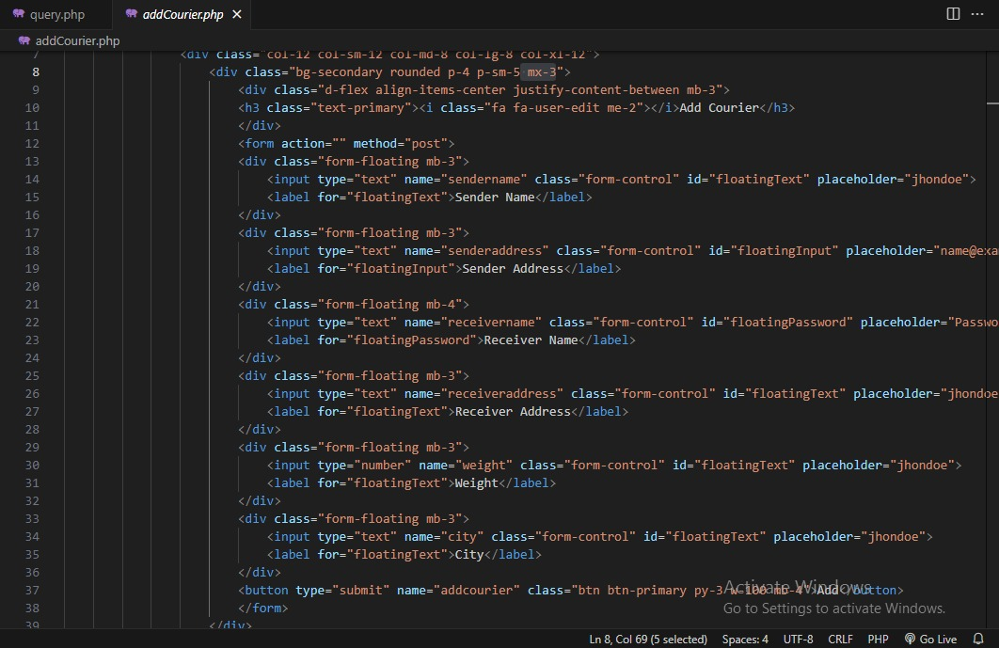 query.php
addCourier.php
addCourier.php
7 <div class="col-12 col-sm-12 col-md-8 col-lg-8 col-xl-12">
8 <div class="bg-secondary rounded p-4 p-sm-5 mx-3">
9 <div class="d-flex align-items-center justify-content-between mb-3">
10 <h3 class="text-primary"><i class="fa fa-user-edit me-2"></i>Add Courier</h3>
11 </div>
12 <form action="" method="post">
13 <div class="form-floating mb-3">
14 <input type="text" name="sendername" class="form-control" id="floatingText" placeholder="jhondoe">
15 <label for="floatingText">Sender Name</label>
16 </div>
17 <div class="form-floating mb-3">
18 <input type="text" name="senderaddress" class="form-control" id="floatingInput" placeholder="name@exa
19 <label for="floatingInput">Sender Address</label>
20 </div>
21 <div class="form-floating mb-4">
22 <input type="text" name="receivername" class="form-control" id="floatingPassword" placeholder="Passwo
23 <label for="floatingPassword">Receiver Name</label>
24 </div>
25 <div class="form-floating mb-3">
26 <input type="text" name="receiveraddress" class="form-control" id="floatingText" placeholder="jhondoe
27 <label for="floatingText">Receiver Address</label>
28 </div>
29 <div class="form-floating mb-3">
30 <input type="number" name="weight" class="form-control" id="floatingText" placeholder="jhondoe">
31 <label for="floatingText">Weight</label>
32 </div>
33 <div class="form-floating mb-3">
34 <input type="text" name="city" class="form-control" id="floatingText" placeholder="jhondoe">
35 <label for="floatingText">City</label>
36 </div>
37 <button type="submit" name="addcourier" class="btn btn-primary py-3 w-100 mb-4">Add</button>
38 </form>
39 </div>
Activate Windows
Go to Settings to activate Windows.
Ln 8, Col 69 (5 selected) Spaces: 4 UTF-8 CRLF PHP Go Live